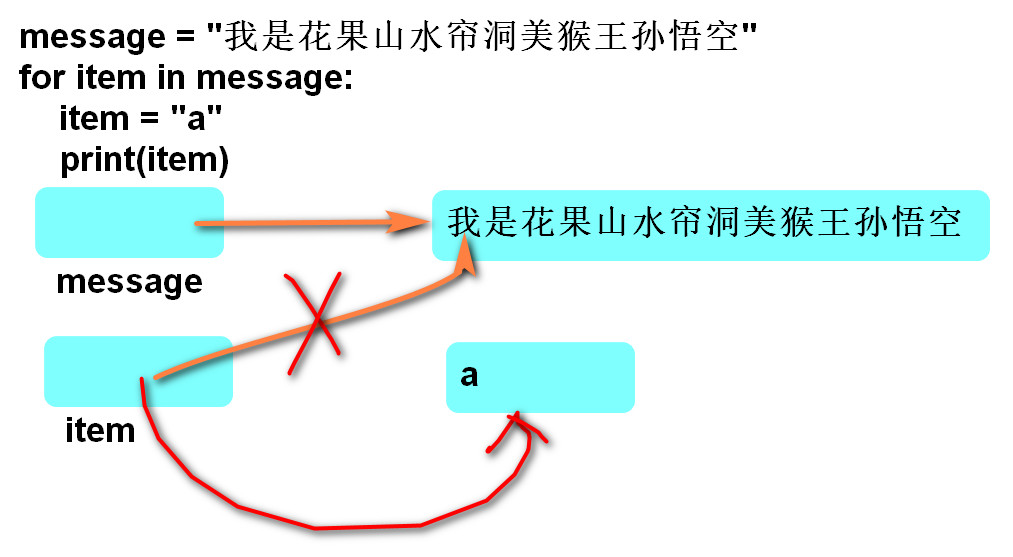 message = "我是花果山水帘洞美猴王孙悟空"
for item in message:
    item = "a"
    print(item)
我是花果山水帘洞美猴王孙悟空
message
a
item